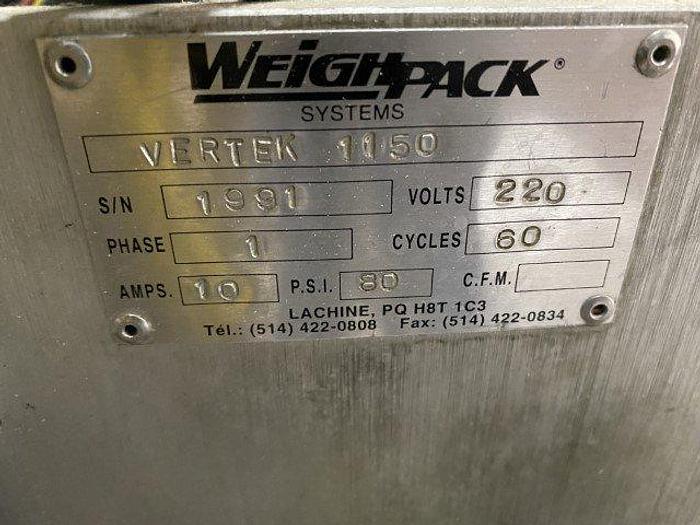 WEIGHPACK®
SYSTEMS
VERTEK 1150
S/N 1991 VOLTS 220
PHASE 1 CYCLES 60
AMPS. 10 P.S.I. 80 C.F.M.
LACHINE, PQ H8T 1C3
Tél.: (514) 422-0808 Fax: (514) 422-0834